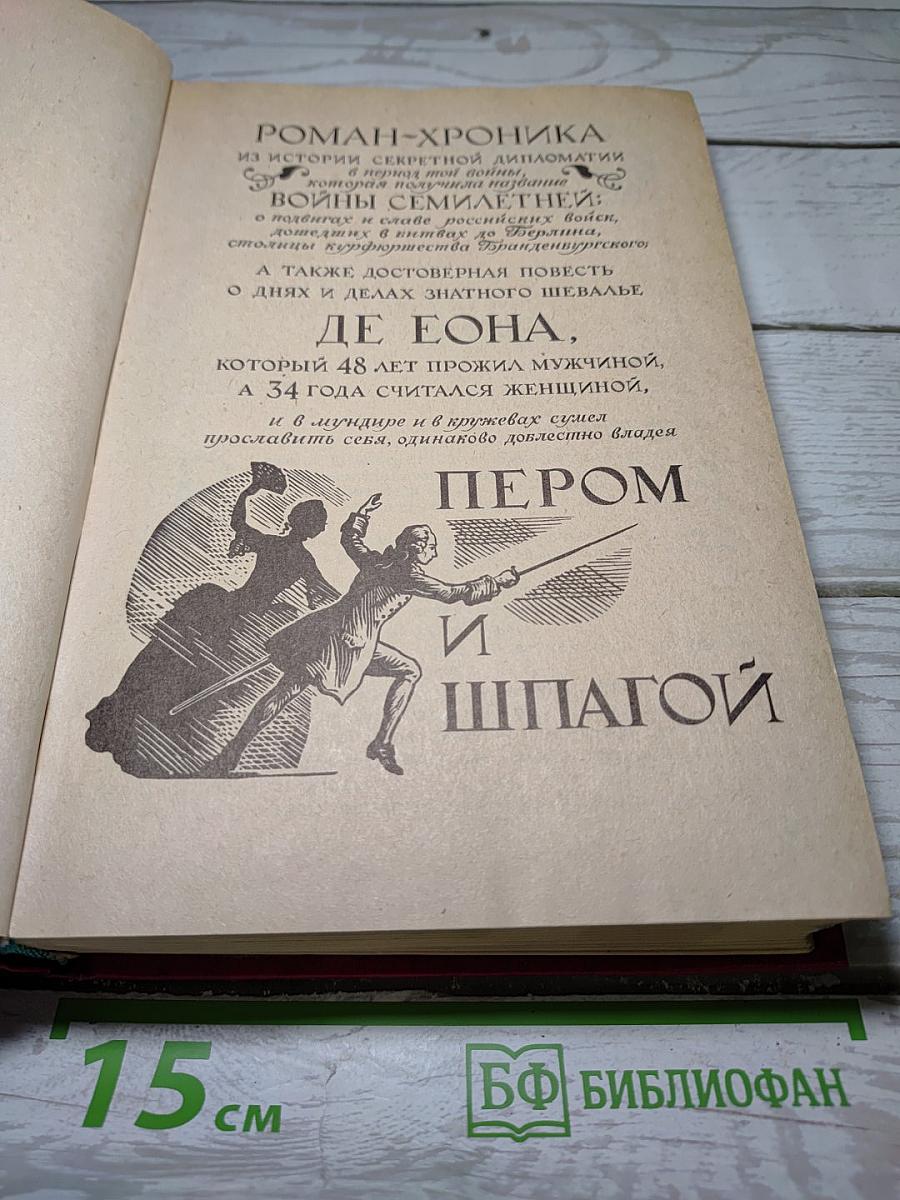 РОМАН-ХРОНИКА
ИЗ ИСТОРИИ СЕКРЕТНОЙ ДИПЛОМАТИИ
в период той войны,
которая получила название
ВОЙНЫ СЕМИЛЕТНЕЙ;
о подвигах и славе российских войск,
дошедших в битвах до Берлина,
столицы курфюршества Бранденбургского;
А ТАКЖЕ ДОСТОВЕРНАЯ ПОВЕСТЬ
О ДНЯХ И ДЕЛАХ ЗНАТНОГО ШЕВАЛЬЕ
ДЕ ЕОНА,
КОТОРЫЙ 48 ЛЕТ ПРОЖИЛ МУЖЧИНОЙ,
А 34 ГОДА СЧИТАЛСЯ ЖЕНЩИНОЙ,
и в мундире и в кружевах сумел
прославить себя, одинаково доблестно владея
ПЕРОМ
И
ШПАГОЙ
15 см
БФ БИБЛИОФАН